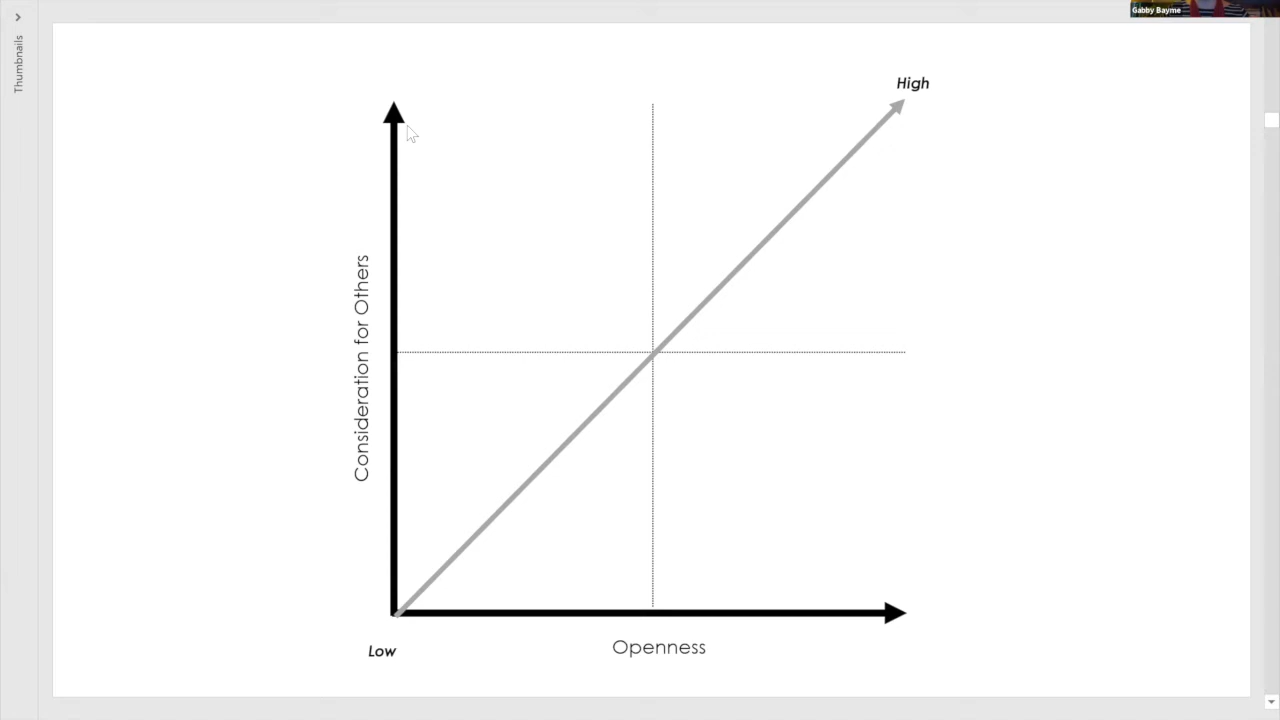 Gabby Bayme
Thumbnails
High
Consideration for Others
Openness
Low